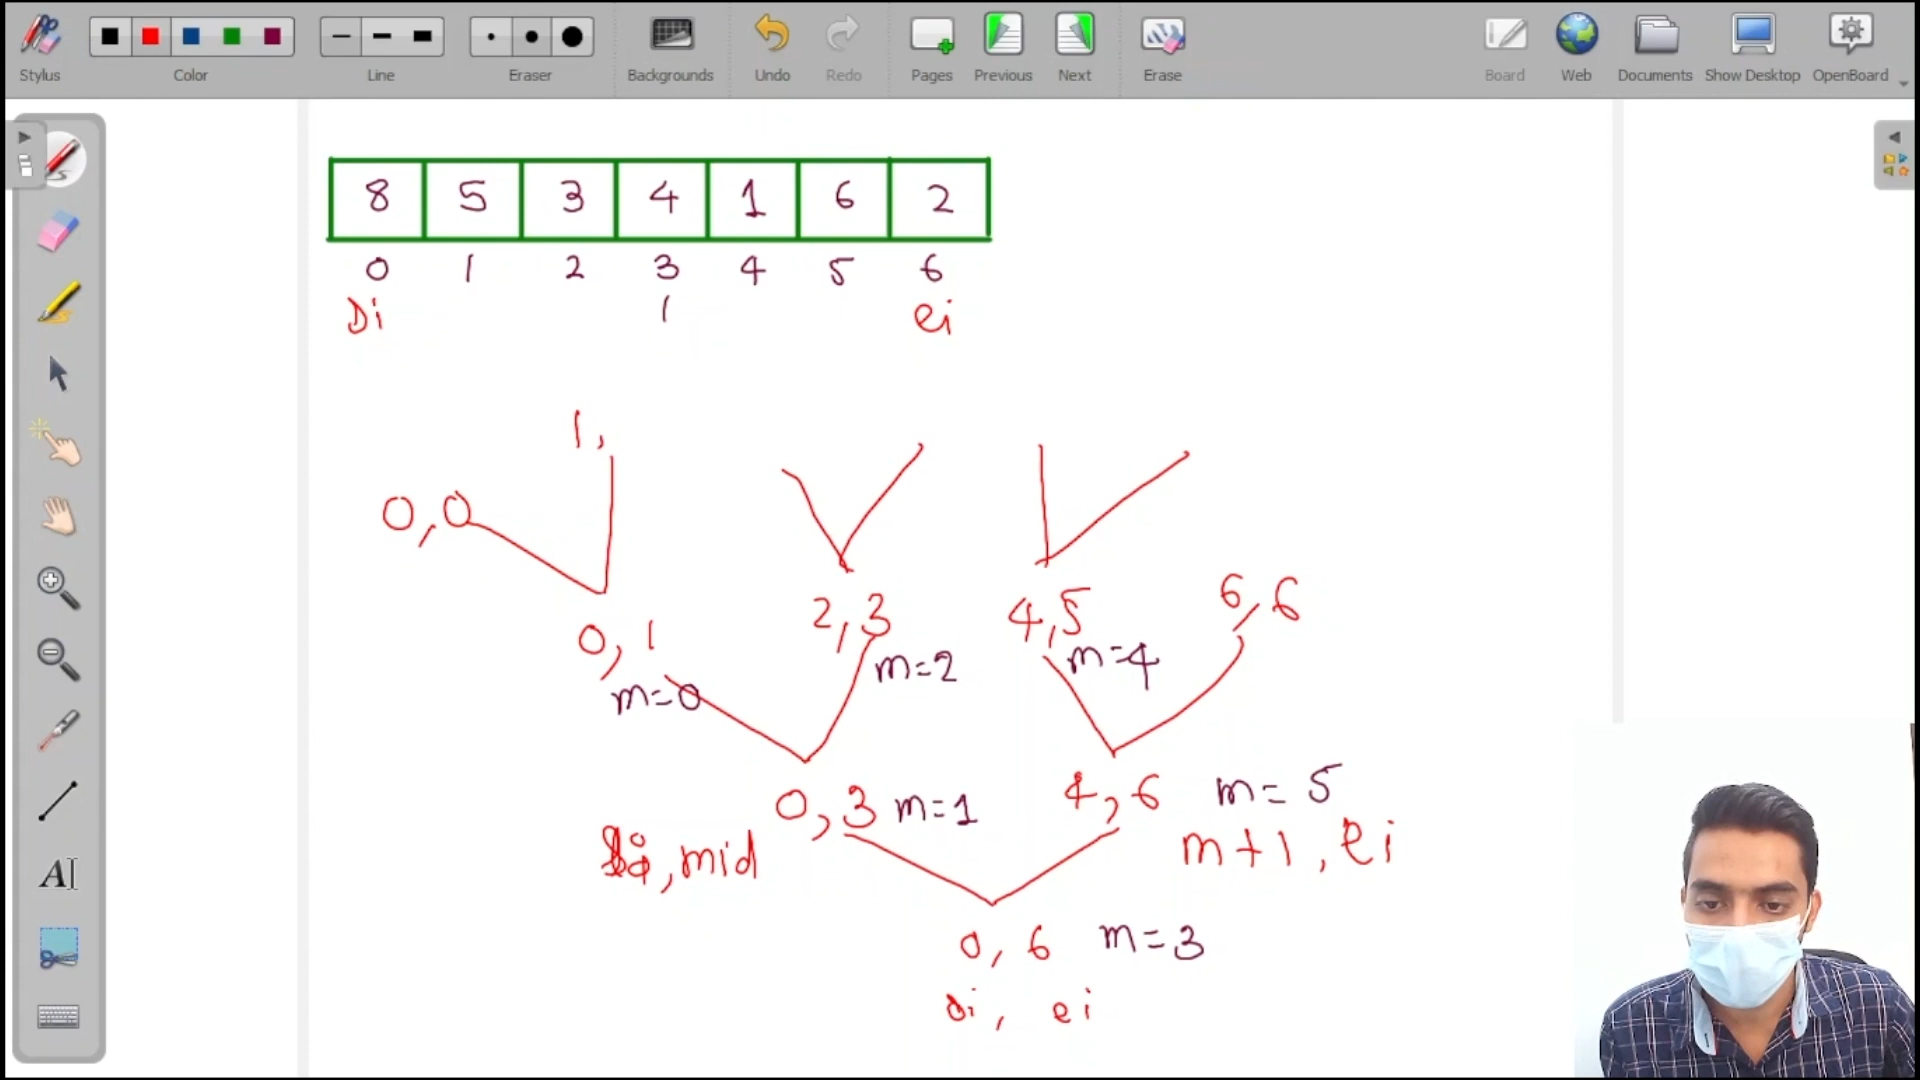 Stylus Color Line Eraser Backgrounds Undo Redo Pages Previous Next Erase Board Web Documents Show Desktop OpenBoard
8 5 3 4 1 6 2
0 1 2 3 4 5 6
si 1 ei
1,
0,0
2,3 4,5 6,6
0,1 m=2 m=4
m=0
0,3 m=1 4,6 m=5
, mid m+1, ei
0, 6 m=3
si, ei
AI